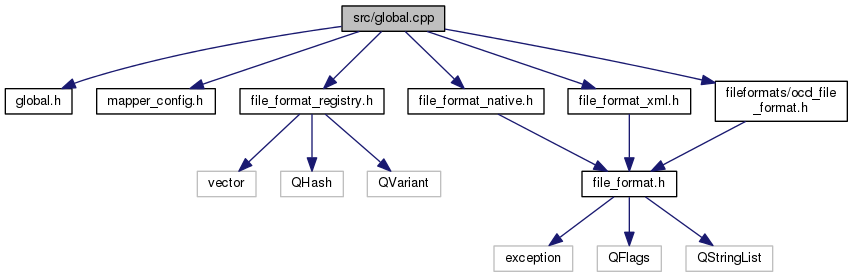 src/global.cpp
global.h
mapper_config.h
file_format_registry.h
file_format_native.h
file_format_xml.h
fileformats/ocd_file
_format.h
vector
QHash
QVariant
file_format.h
exception
QFlags
QStringList